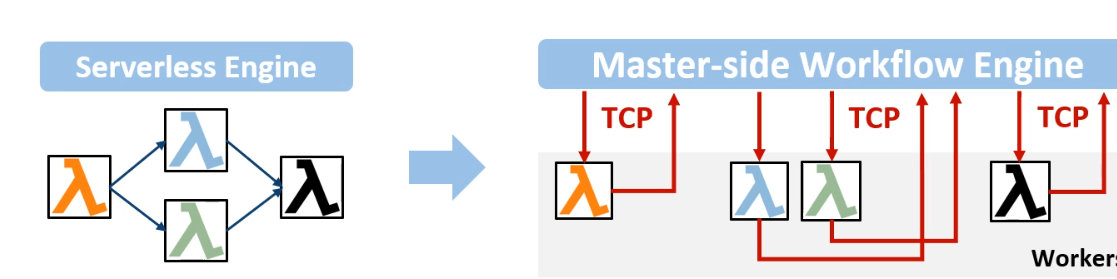 Serverless Engine
λ
λ
λ
λ
Master-side Workflow Engine
TCP
TCP
TCP
λ
λ
λ
λ
Workers